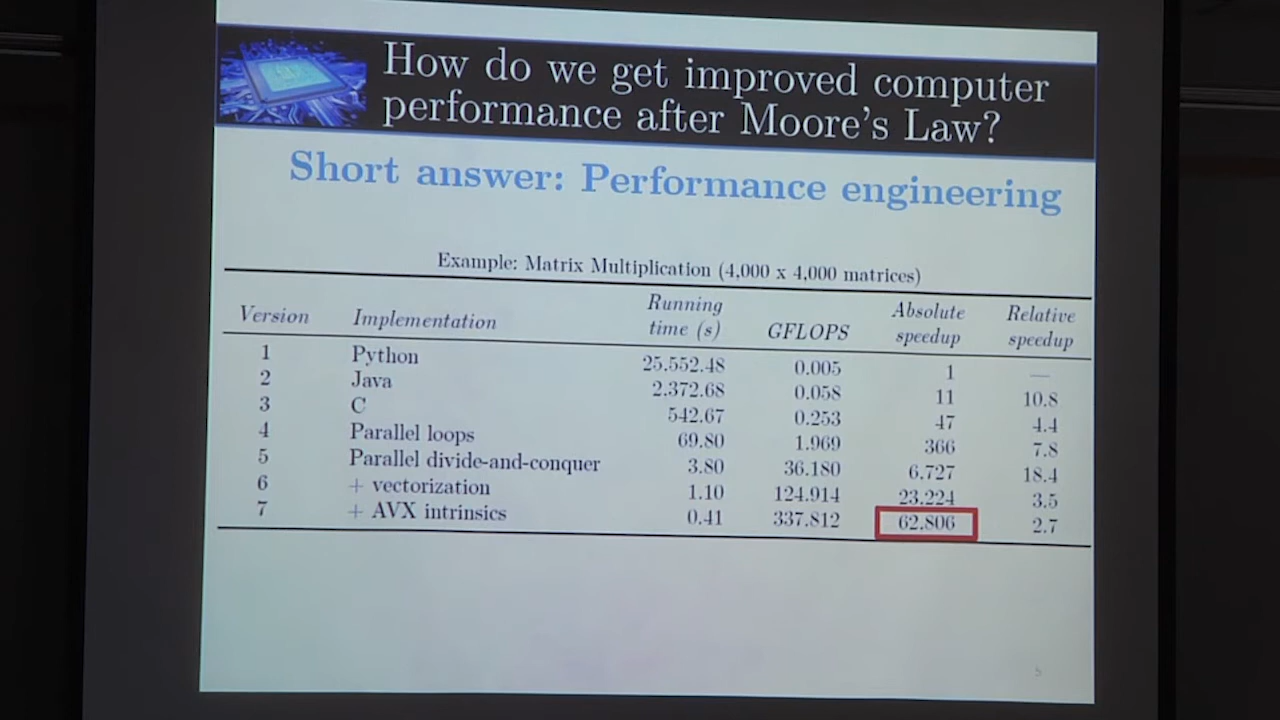 How do we get improved computer
performance after Moore's Law?
Short answer: Performance engineering
Example: Matrix Multiplication (4,000 x 4,000 matrices)
Version Implementation Running time (s) GFLOPS Absolute speedup Relative speedup
1 Python 25,552.48 0.005 1 —
2 Java 2,372.68 0.058 11 10.8
3 C 542.67 0.253 47 4.4
4 Parallel loops 69.80 1.969 366 7.8
5 Parallel divide-and-conquer 3.80 36.180 6,727 18.4
6 + vectorization 1.10 124.914 23,224 3.5
7 + AVX intrinsics 0.41 337.812 62,806 2.7
5